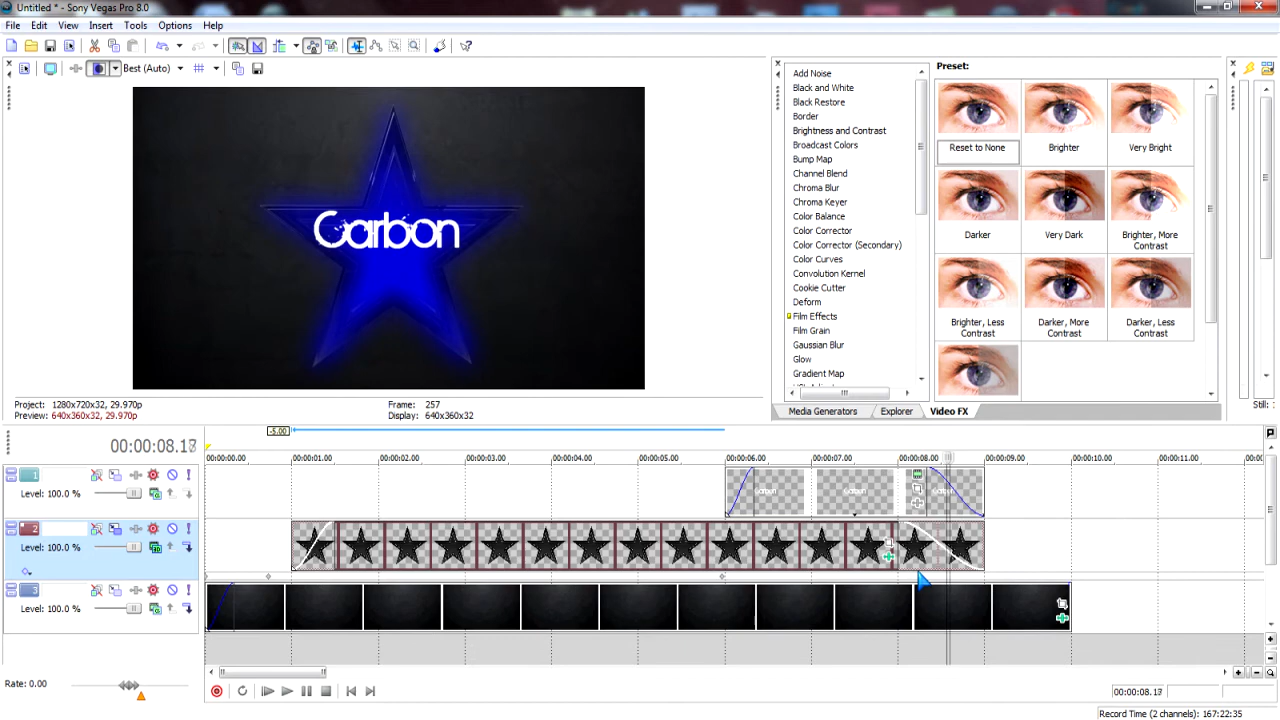 Untitled * - Sony Vegas Pro 8.0
File Edit View Insert Tools Options Help
Best (Auto)
Carbon
Project: 1280x720x32, 29.970p
Preview: 640x360x32, 29.970p
Frame: 257
Display: 640x360x32
Add Noise
Black and White
Black Restore
Border
Brightness and Contrast
Broadcast Colors
Bump Map
Channel Blend
Chroma Blur
Chroma Keyer
Color Balance
Color Corrector
Color Corrector (Secondary)
Color Curves
Convolution Kernel
Cookie Cutter
Deform
Film Effects
Film Grain
Gaussian Blur
Glow
Gradient Map
Preset:
Reset to None
Brighter
Very Bright
Darker
Very Dark
Brighter, More Contrast
Brighter, Less Contrast
Darker, More Contrast
Darker, Less Contrast
Media Generators Explorer Video FX
Still:
-5.00
00:00:00.00 00:00:01.00 00:00:02.00 00:00:03.00 00:00:04.00 00:00:05.00 00:00:06.00 00:00:07.00 00:00:08.00 00:00:09.00 00:00:10.00 00:00:11.00
1
Level: 100.0 %
Carbon Carbon
2
Level: 100.0 %
3
Level: 100.0 %
Rate: 0.00
Record Time (2 channels): 167:22:35